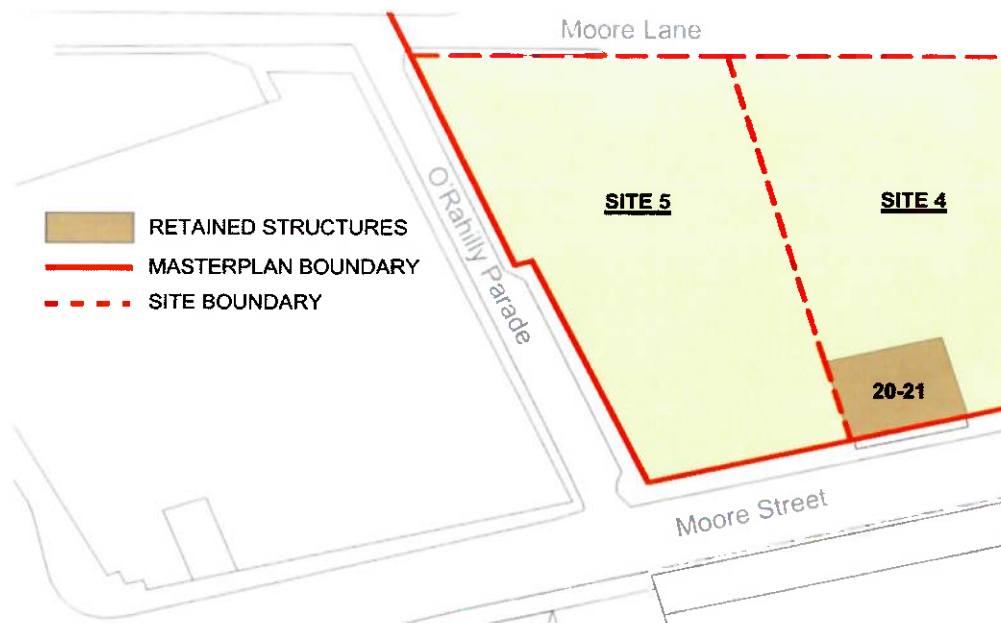 Moore Lane
O'Rahilly Parade
SITE 5
SITE 4
RETAINED STRUCTURES
MASTERPLAN BOUNDARY
SITE BOUNDARY
20-21
Moore Street